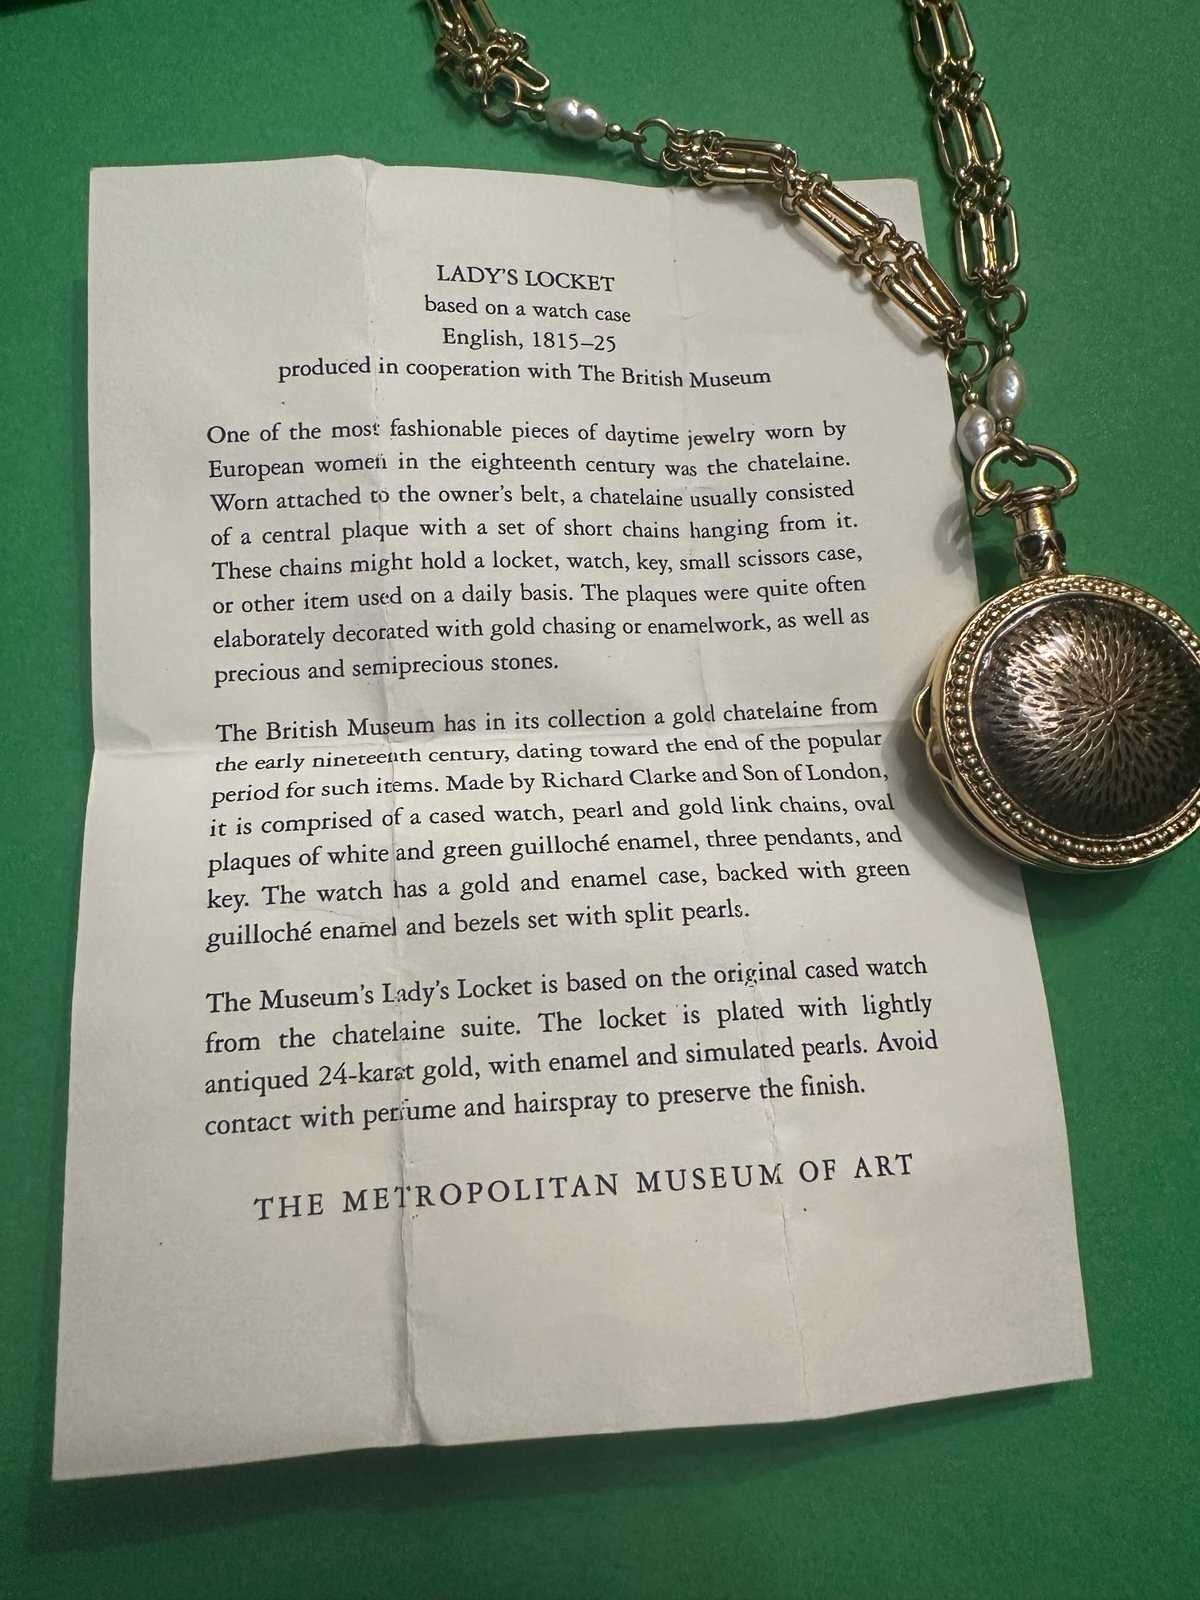 LADY'S LOCKET
based on a watch case
English, 1815–25
produced in cooperation with The British Museum
One of the most fashionable pieces of daytime jewelry worn by
European women in the eighteenth century was the chatelaine.
Worn attached to the owner's belt, a chatelaine usually consisted
of a central plaque with a set of short chains hanging from it.
These chains might hold a locket, watch, key, small scissors case,
or other item used on a daily basis. The plaques were quite often
elaborately decorated with gold chasing or enamelwork, as well as
precious and semiprecious stones.
The British Museum has in its collection a gold chatelaine from
the early nineteenth century, dating toward the end of the popular
period for such items. Made by Richard Clarke and Son of London,
it is comprised of a cased watch, pearl and gold link chains, oval
plaques of white and green guilloché enamel, three pendants, and
key. The watch has a gold and enamel case, backed with green
guilloché enamel and bezels set with split pearls.
The Museum's Lady's Locket is based on the original cased watch
from the chatelaine suite. The locket is plated with lightly
antiqued 24-karat gold, with enamel and simulated pearls. Avoid
contact with perfume and hairspray to preserve the finish.
THE METROPOLITAN MUSEUM OF ART